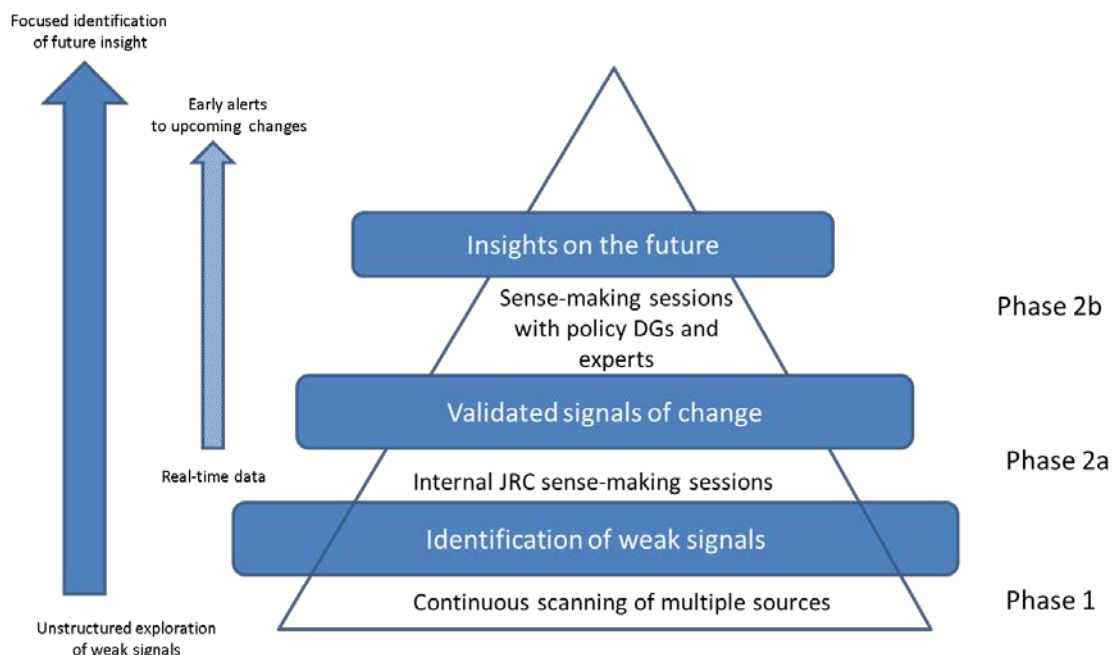 Focused identification
of future insight
Early alerts
to upcoming changes
Insights on the future
Sense-making sessions
with policy DGs and
experts
Phase 2b
Validated signals of change
Real-time data
Internal JRC sense-making sessions
Phase 2a
Identification of weak signals
Continuous scanning of multiple sources
Phase 1
Unstructured exploration
of weak signals